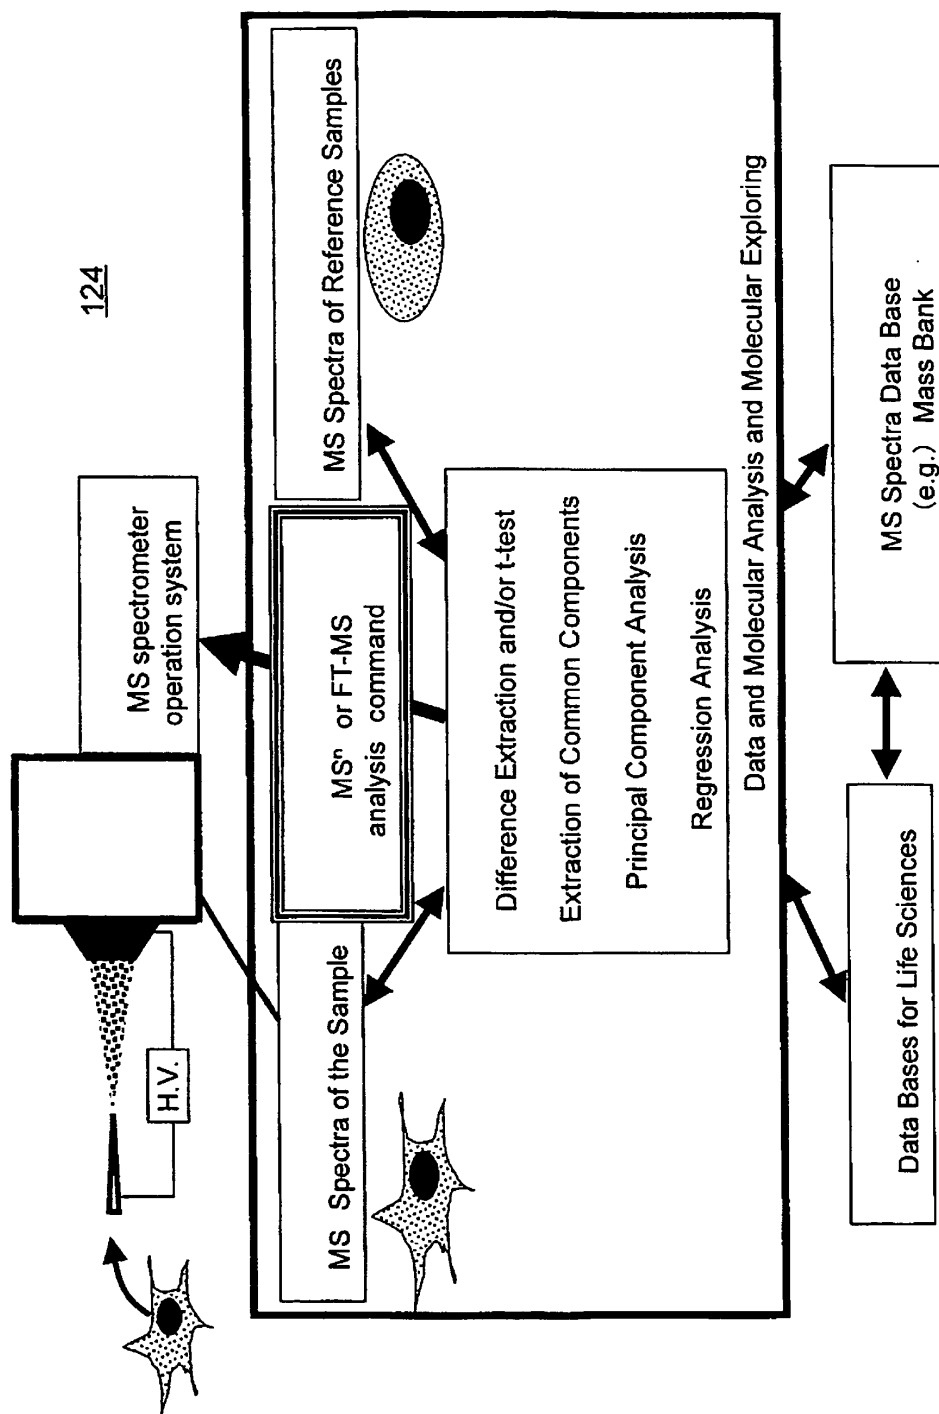 124
H.V.
MS spectrometer
operation system
MS Spectra of the Sample
MSⁿ or FT-MS
analysis command
MS Spectra of Reference Samples
Difference Extraction and/or t-test
Extraction of Common Components
Principal Component Analysis
Regression Analysis
Data and Molecular Analysis and Molecular Exploring
Data Bases for Life Sciences
MS Spectra Data Base
(e.g.) Mass Bank